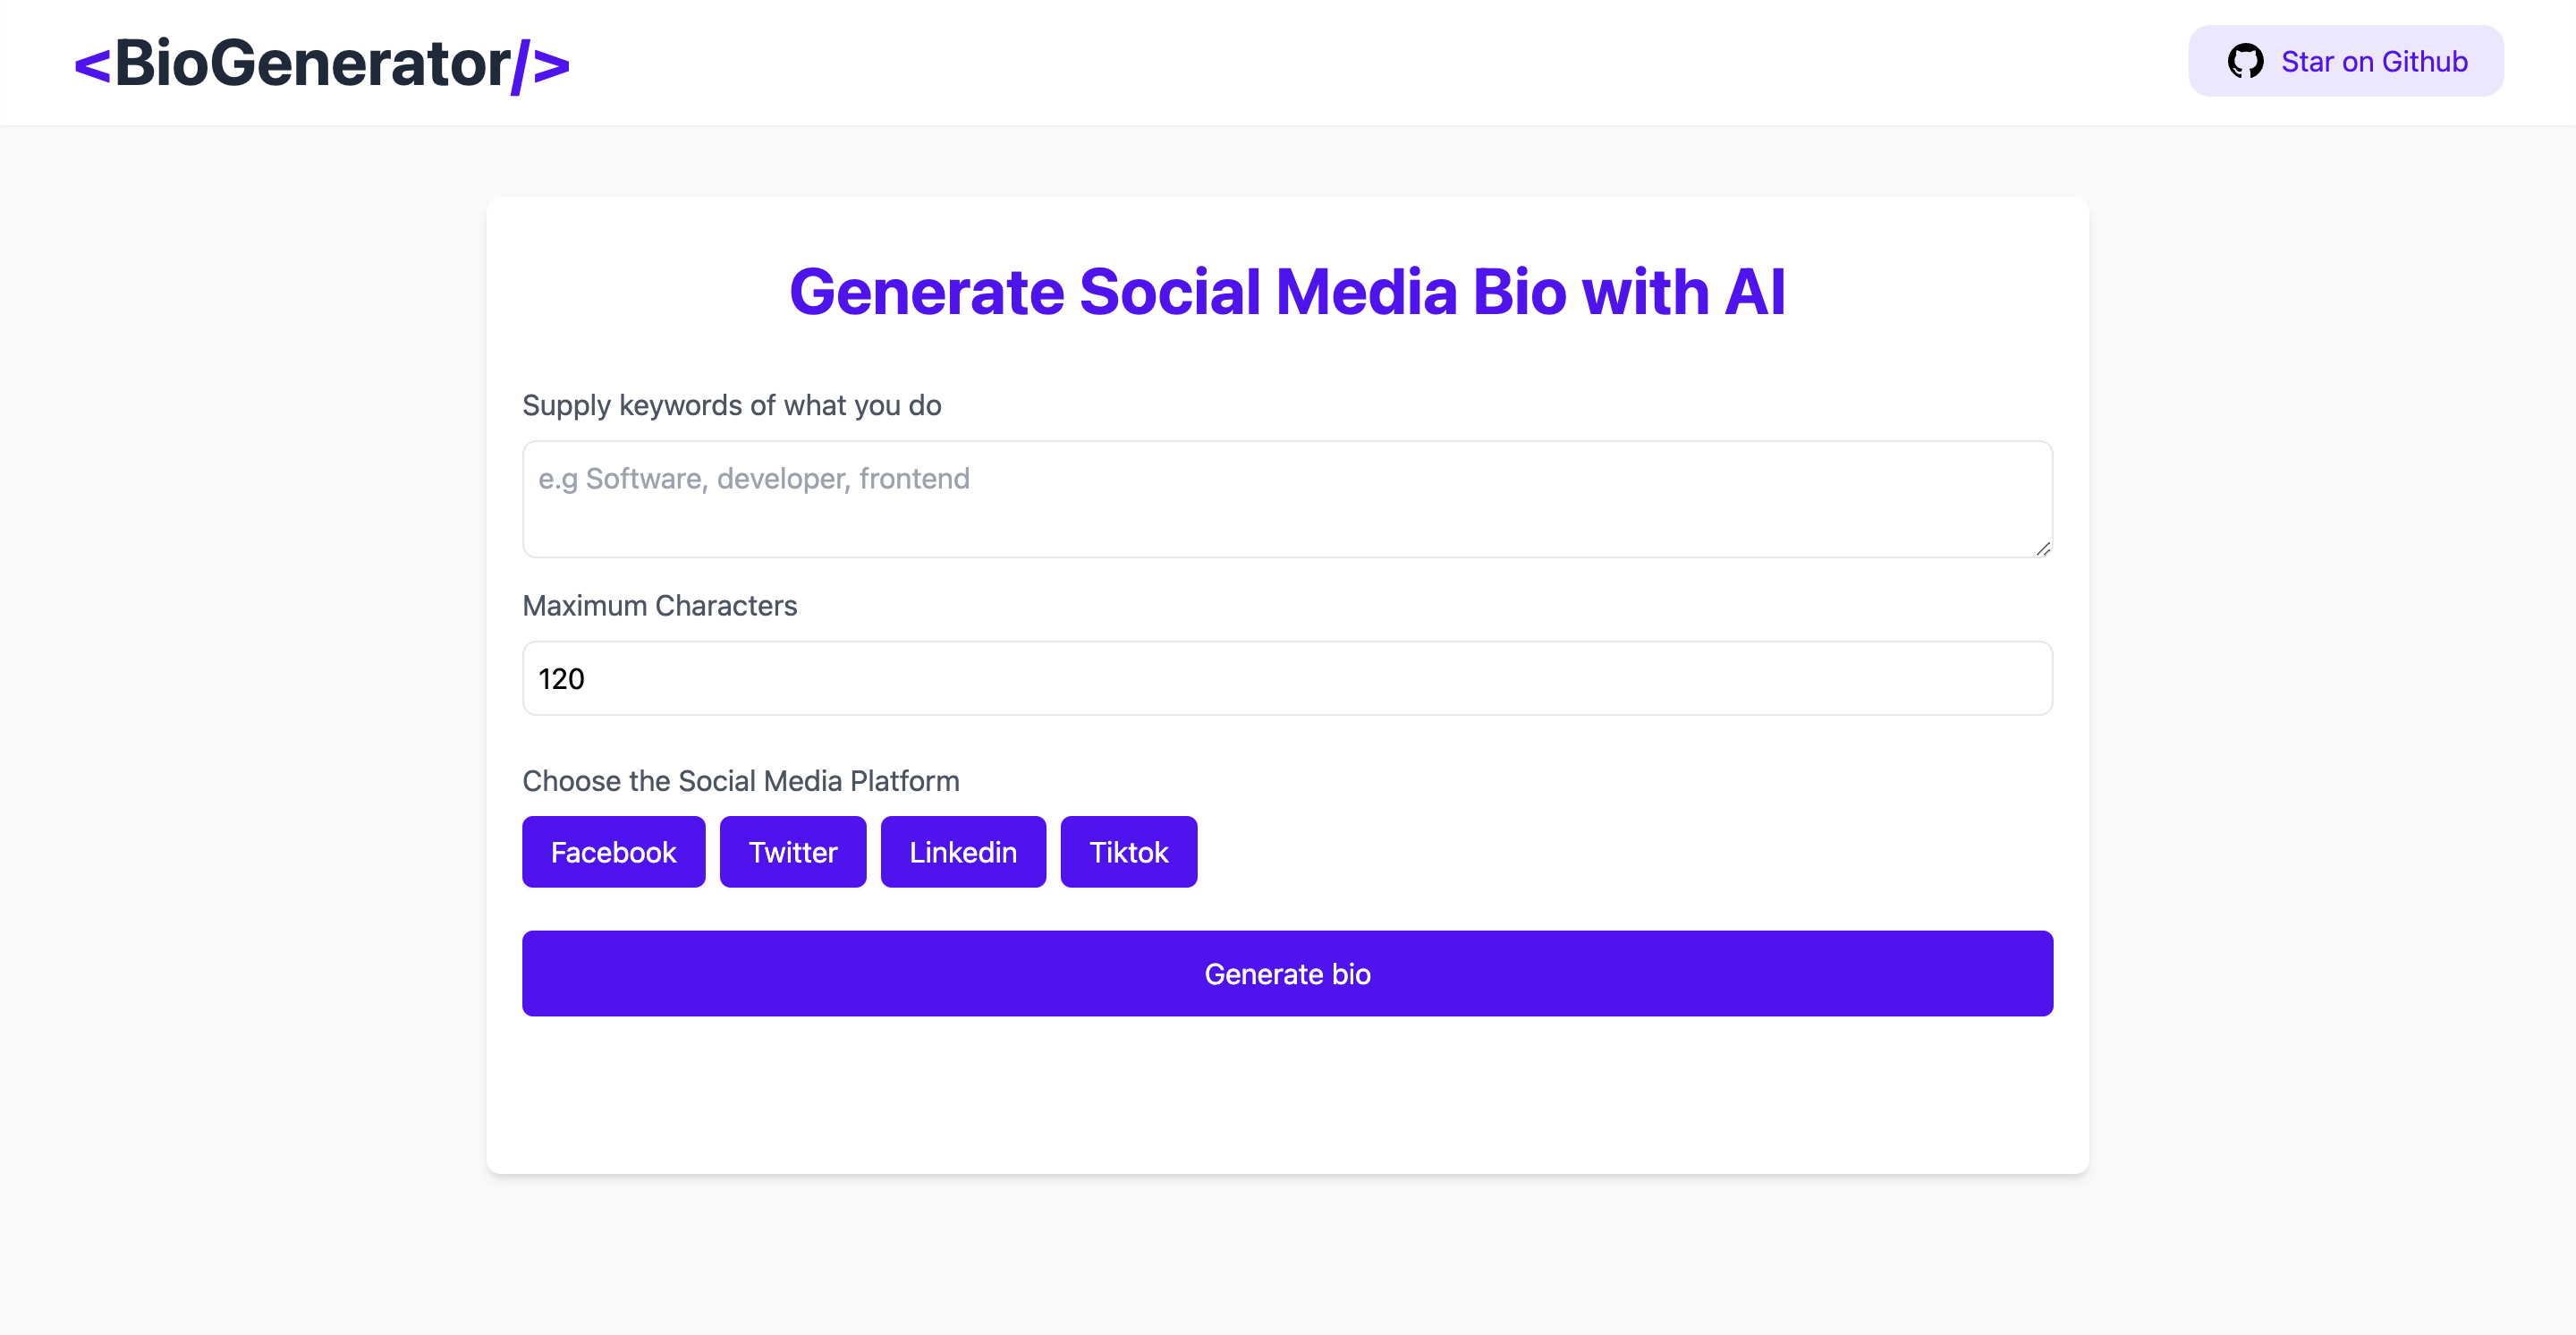 <BioGenerator/>
Star on Github
Generate Social Media Bio with AI
Supply keywords of what you do
e.g Software, developer, frontend
Maximum Characters
120
Choose the Social Media Platform
Facebook Twitter Linkedin Tiktok
Generate bio